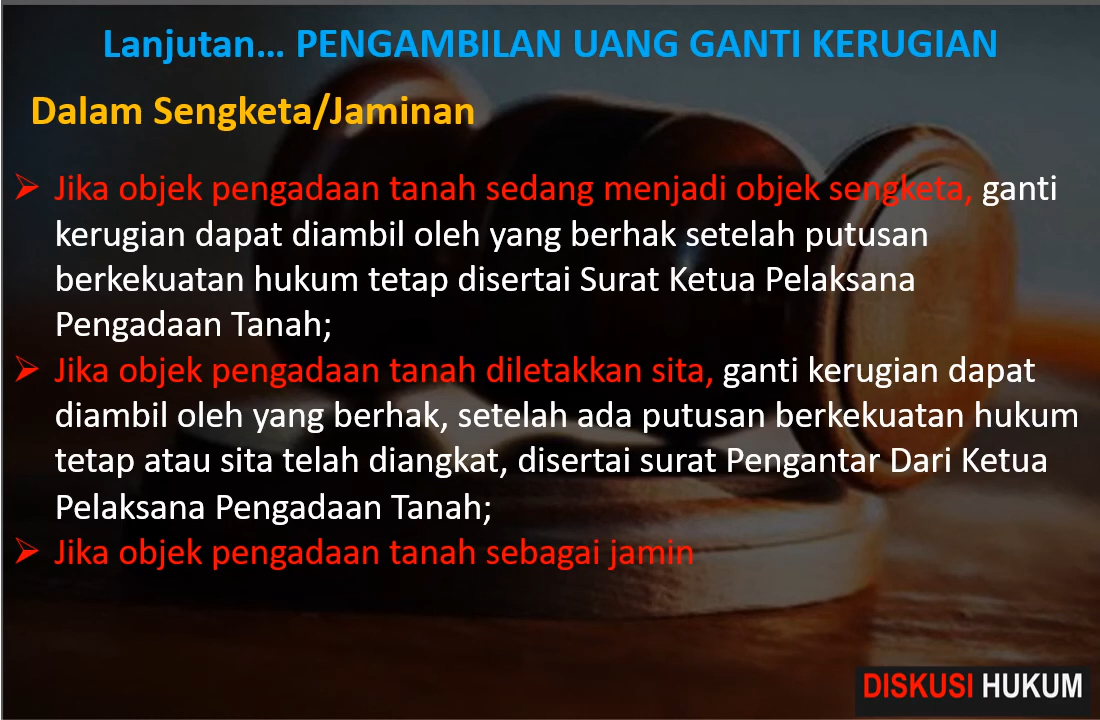 Lanjutan... PENGAMBILAN UANG GANTI KERUGIAN
Dalam Sengketa/Jaminan
➢ Jika objek pengadaan tanah sedang menjadi objek sengketa, ganti
kerugian dapat diambil oleh yang berhak setelah putusan
berkekuatan hukum tetap disertai Surat Ketua Pelaksana
Pengadaan Tanah;
➢ Jika objek pengadaan tanah diletakkan sita, ganti kerugian dapat
diambil oleh yang berhak, setelah ada putusan berkekuatan hukum
tetap atau sita telah diangkat, disertai surat Pengantar Dari Ketua
Pelaksana Pengadaan Tanah;
➢ Jika objek pengadaan tanah sebagai jamin
DISKUSI HUKUM